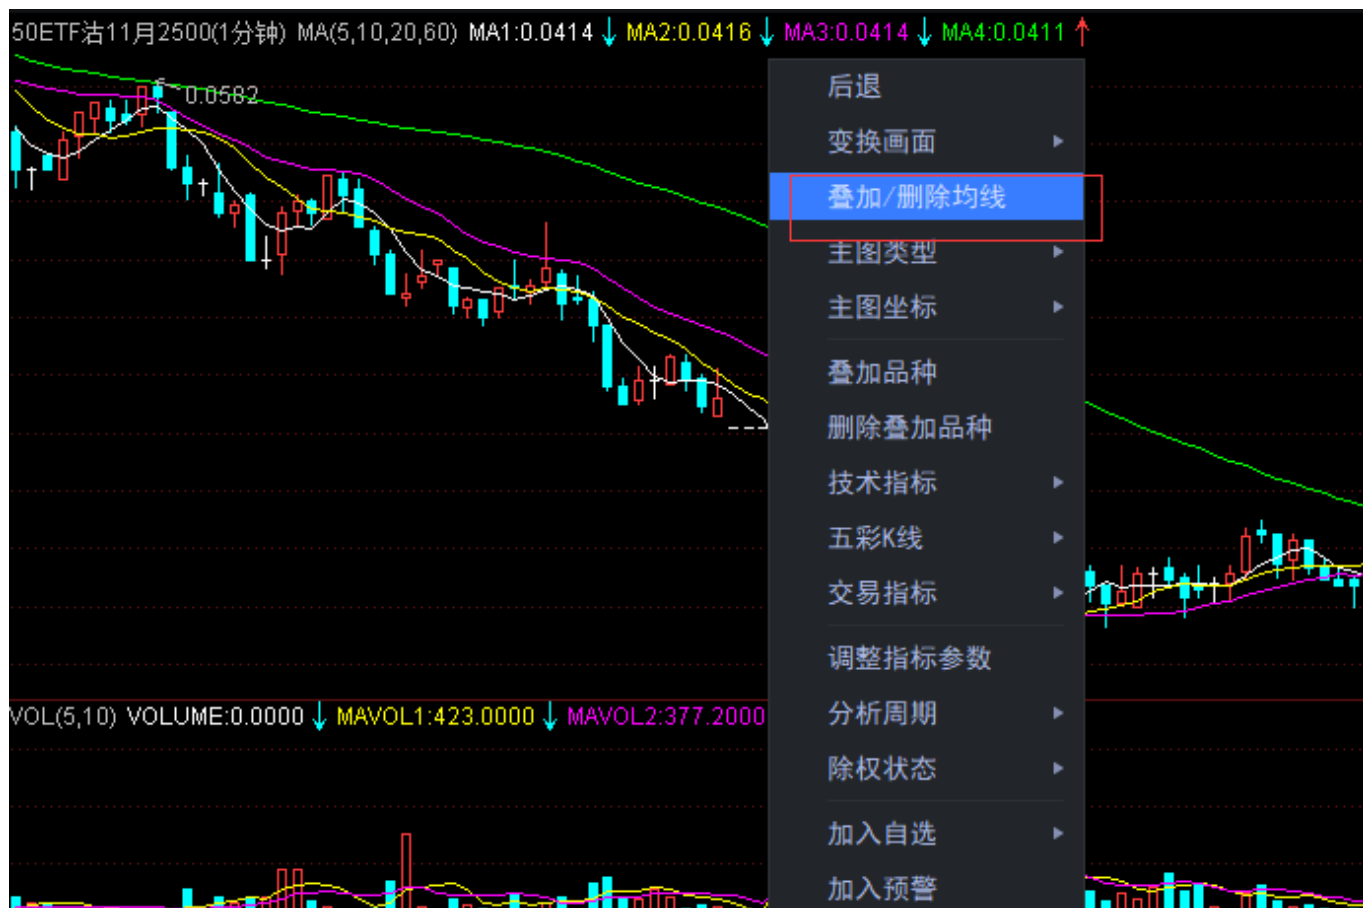 50ETF沽11月2500(1分钟) MA(5,10,20,60) MA1:0.0414 ↓ MA2:0.0416 ↓ MA3:0.0414 ↓ MA4:0.0411 ↑
0.0582
后退
变换画面
叠加/删除均线
主图类型
主图坐标
叠加品种
删除叠加品种
技术指标
五彩K线
交易指标
调整指标参数
分析周期
除权状态
加入自选
加入预警
VOL(5,10) VOLUME:0.0000 ↓ MAVOL1:423.0000 ↓ MAVOL2:377.2000